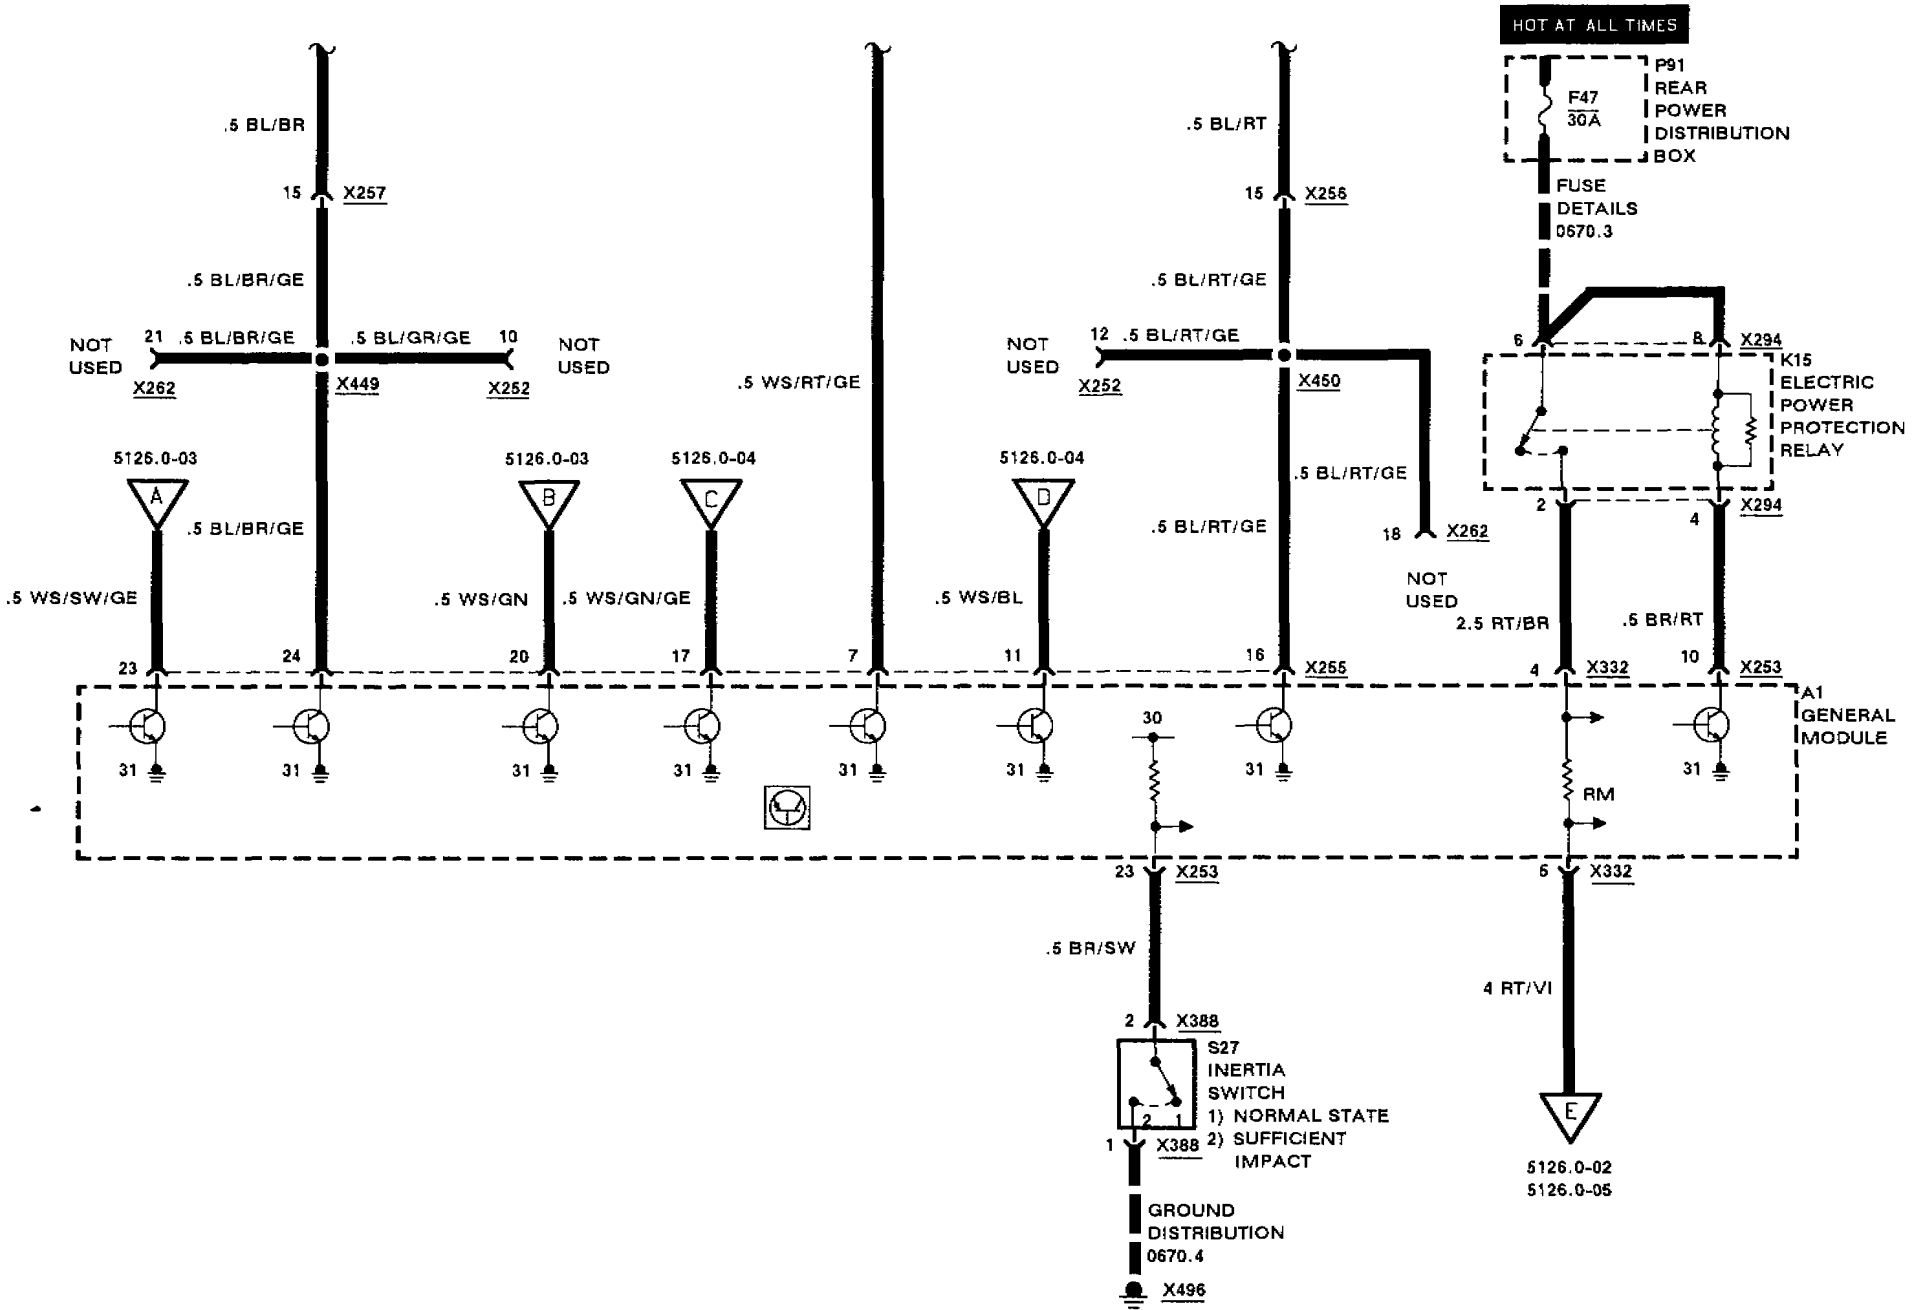 HOT AT ALL TIMES
P91
REAR
POWER
DISTRIBUTION
BOX
F47
30A
FUSE
DETAILS
0670.3
.5 BL/BR
15 X257
.5 BL/BR/GE
21 .5 BL/BR/GE
.5 BL/GR/GE 10
NOT
USED
X262
X449
X252
NOT
USED
.5 WS/RT/GE
.5 BL/RT
15 X256
.5 BL/RT/GE
12 .5 BL/RT/GE
NOT
USED
X252
X450
.5 BL/RT/GE
18 X262
NOT
USED
6 8 X294
K15
ELECTRIC
POWER
PROTECTION
RELAY
2 4 X294
5126.0-03
A
.5 BL/BR/GE
.5 WS/SW/GE
5126.0-03
B
.5 WS/GN
5126.0-04
C
.5 WS/GN/GE
5126.0-04
D
.5 WS/BL
.5 BL/RT/GE
2.5 RT/BR
.5 BR/RT
23 24 20 17 7 11 16 X255
4 X332
10 X253
A1
GENERAL
MODULE
31 31 31 31 31 31 30 31 31
RM
23 X253
5 X332
.5 BR/SW
4 RT/VI
2 X388
S27
INERTIA
SWITCH
1) NORMAL STATE
2) SUFFICIENT
IMPACT
2 1
1 X388
GROUND
DISTRIBUTION
0670.4
X496
E
5126.0-02
5126.0-05